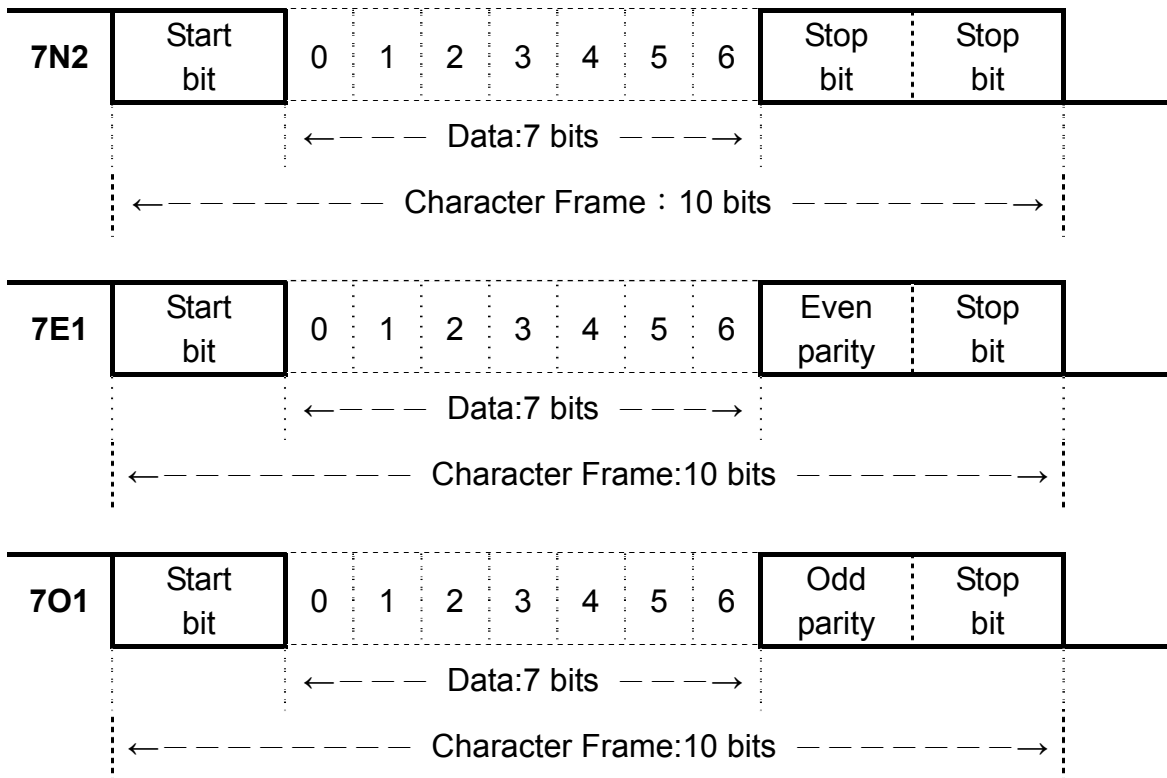 7N2 Start bit 0 1 2 3 4 5 6 Stop bit Stop bit
←−−− Data:7 bits −−−→
←−−−−−−− Character Frame：10 bits −−−−−−−→
7E1 Start bit 0 1 2 3 4 5 6 Even parity Stop bit
←−−− Data:7 bits −−−→
←−−−−−−−− Character Frame:10 bits −−−−−−−→
7O1 Start bit 0 1 2 3 4 5 6 Odd parity Stop bit
←−−− Data:7 bits −−−→
←−−−−−−−− Character Frame:10 bits −−−−−−−→